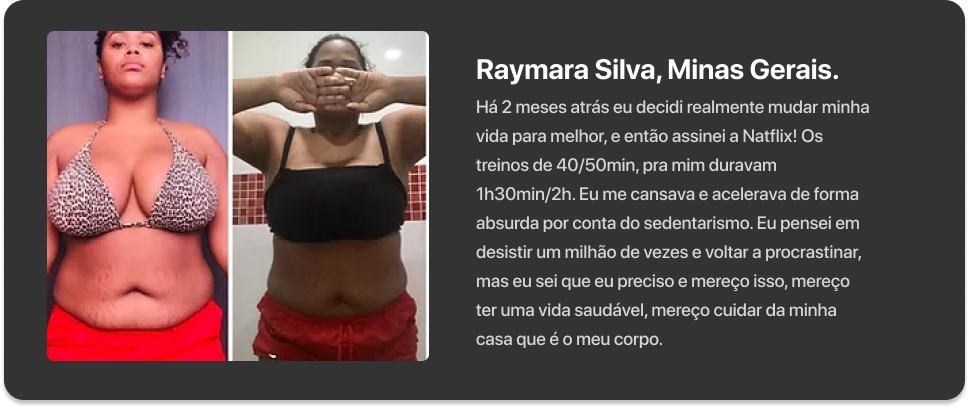 Raymara Silva, Minas Gerais.
Há 2 meses atrás eu decidi realmente mudar minha
vida para melhor, e então assinei a Natflix! Os
treinos de 40/50min, pra mim duravam
1h30min/2h. Eu me cansava e acelerava de forma
absurda por conta do sedentarismo. Eu pensei em
desistir um milhão de vezes e voltar a procrastinar,
mas eu sei que eu preciso e mereço isso, mereço
ter uma vida saudável, mereço cuidar da minha
casa que é o meu corpo.